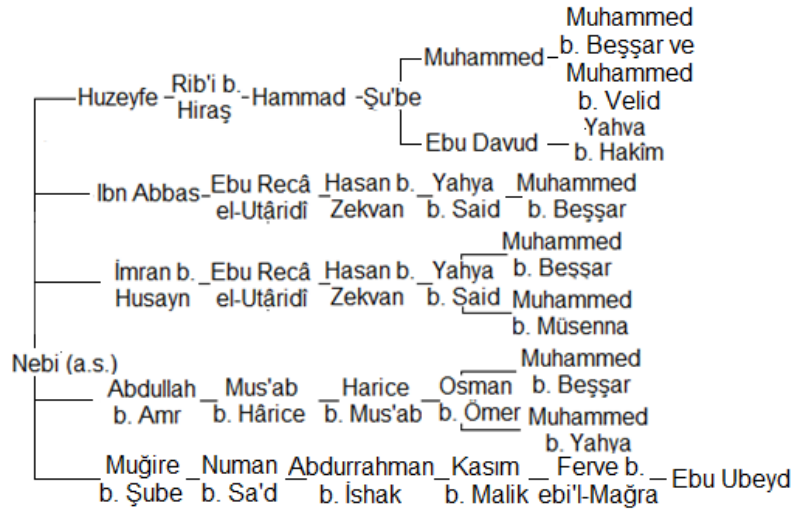 Muhammed
b. Beşşar ve
Muhammed
b. Velid
Huzeyfe
Rib'i b.
Hiraş
Hammad
Şu'be
Muhammed
Ebu Davud
Yahva
b. Hakîm
Ibn Abbas
Ebu Recâ
el-Utâridî
Hasan b.
Zekvan
Yahya
b. Said
Muhammed
b. Beşşar
İmran b.
Husayn
Ebu Recâ
el-Utâridî
Hasan b.
Zekvan
Yahya
b. Said
Muhammed
b. Beşşar
Muhammed
b. Müsenna
Nebi (a.s.)
Abdullah
b. Amr
Mus'ab
b. Hârice
Harice
b. Mus'ab
Osman
b. Ömer
Muhammed
b. Beşşar
Muhammed
b. Yahya
Muğire
b. Şube
Numan
b. Sa'd
Abdurrahman
b. İshak
Kasım
b. Malik
Ferve b.
ebi'l-Mağra
Ebu Ubeyd